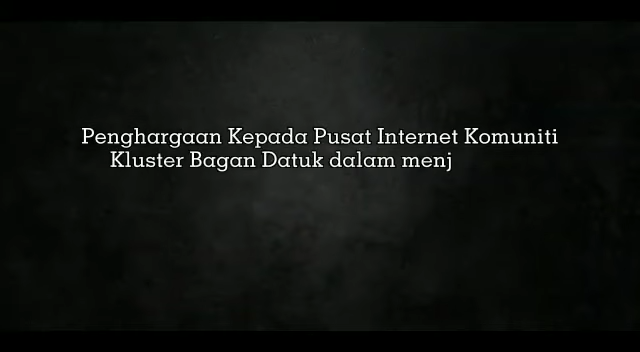 Penghargaan Kepada Pusat Internet Komuniti
Kluster Bagan Datuk dalam menj